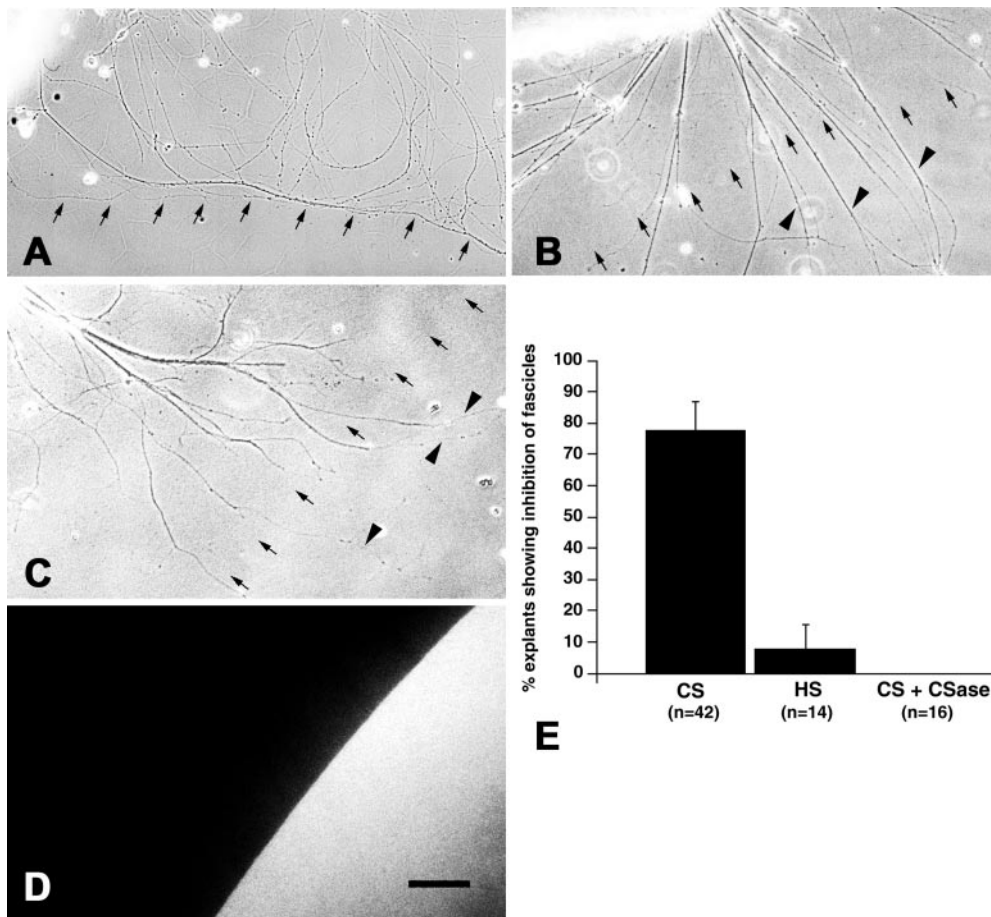 A
B
C
D
% explants showing inhibition of fascicles
100
90
80
70
60
50
40
30
20
10
0
CS HS CS + CSase
(n=42) (n=14) (n=16)
E